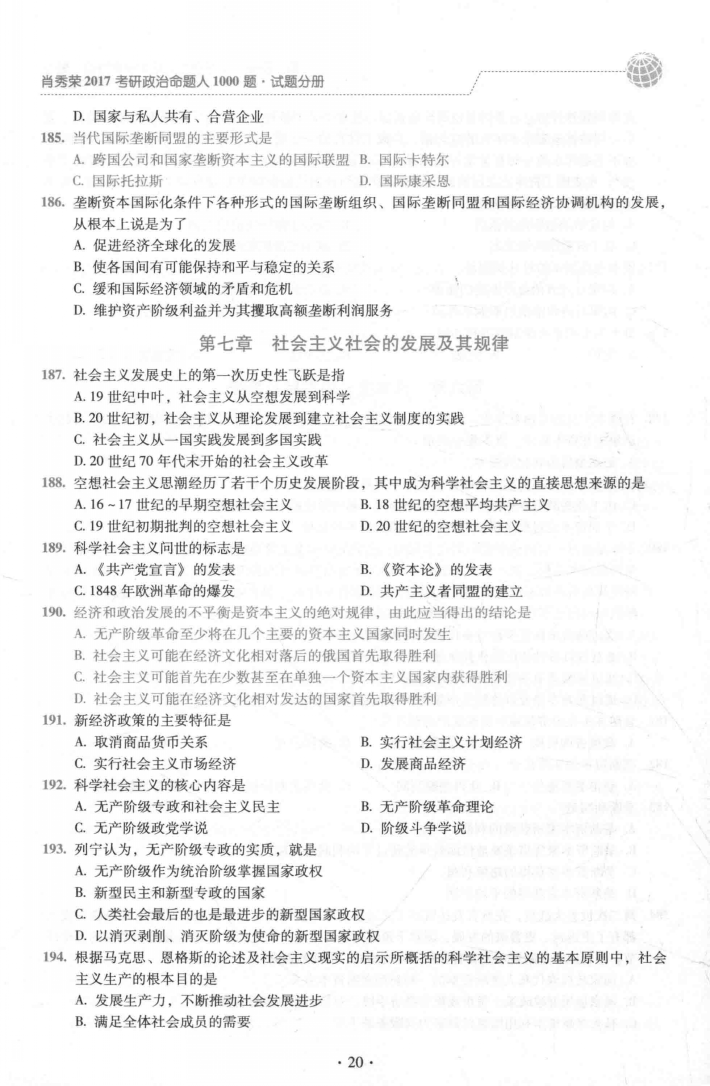 肖秀荣2017考研政治命题人1000题·试题分册
D. 国家与私人共有、合营企业
185. 当代国际垄断同盟的主要形式是
A. 跨国公司和国家垄断资本主义的国际联盟 B. 国际卡特尔
C. 国际托拉斯 D. 国际康采恩
186. 垄断资本国际化条件下各种形式的国际垄断组织、国际垄断同盟和国际经济协调机构的发展，
从根本上说是为了
A. 促进经济全球化的发展
B. 使各国间有可能保持和平与稳定的关系
C. 缓和国际经济领域的矛盾和危机
D. 维护资产阶级利益并为其攫取高额垄断利润服务
第七章 社会主义社会的发展及其规律
187. 社会主义发展史上的第一次历史性飞跃是指
A. 19世纪中叶，社会主义从空想发展到科学
B. 20世纪初，社会主义从理论发展到建立社会主义制度的实践
C. 社会主义从一国实践发展到多国实践
D. 20世纪70年代末开始的社会主义改革
188. 空想社会主义思潮经历了若干个历史发展阶段，其中成为科学社会主义的直接思想来源的是
A. 16~17世纪的早期空想社会主义 B. 18世纪的空想平均共产主义
C. 19世纪初期批判的空想社会主义 D. 20世纪的空想社会主义
189. 科学社会主义问世的标志是
A. 《共产党宣言》的发表 B. 《资本论》的发表
C. 1848年欧洲革命的爆发 D. 共产主义者同盟的建立
190. 经济和政治发展的不平衡是资本主义的绝对规律，由此应当得出的结论是
A. 无产阶级革命至少将在几个主要的资本主义国家同时发生
B. 社会主义可能在经济文化相对落后的俄国首先取得胜利
C. 社会主义可能首先在少数甚至在单独一个资本主义国家内获得胜利
D. 社会主义可能在经济文化相对发达的国家首先取得胜利
191. 新经济政策的主要特征是
A. 取消商品货币关系 B. 实行社会主义计划经济
C. 实行社会主义市场经济 D. 发展商品经济
192. 科学社会主义的核心内容是
A. 无产阶级专政和社会主义民主 B. 无产阶级革命理论
C. 无产阶级政党学说 D. 阶级斗争学说
193. 列宁认为，无产阶级专政的实质，就是
A. 无产阶级作为统治阶级掌握国家政权
B. 新型民主和新型专政的国家
C. 人类社会最后的也是最进步的新型国家政权
D. 以消灭剥削、消灭阶级为使命的新型国家政权
194. 根据马克思、恩格斯的论述及社会主义现实的启示所概括的科学社会主义的基本原则中，社会
主义生产的根本目的是
A. 发展生产力，不断推动社会发展进步
B. 满足全体社会成员的需要
· 20 ·